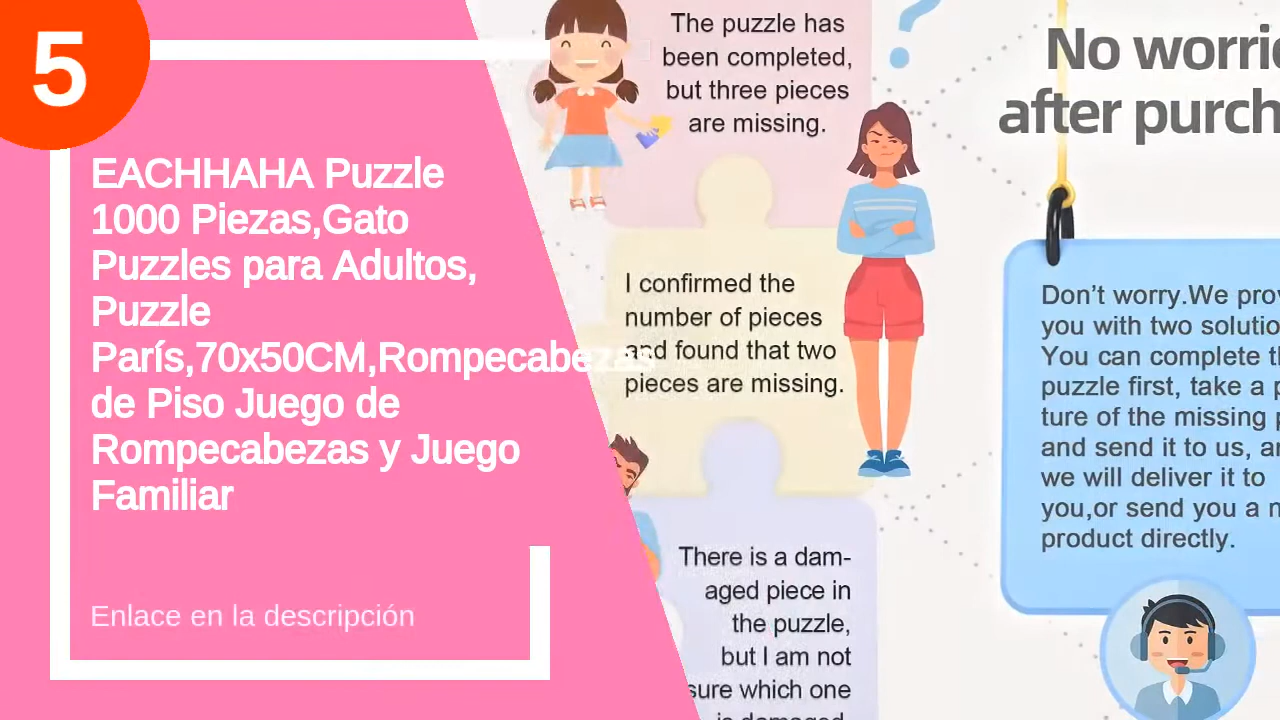 5
EACHHAHA Puzzle
1000 Piezas,Gato
Puzzles para Adultos,
Puzzle
París,70x50CM,Rompecabezas
de Piso Juego de
Rompecabezas y Juego
Familiar
Enlace en la descripción
The puzzle has
been completed,
but three pieces
are missing.
?
I confirmed the
number of pieces
and found that two
pieces are missing.
There is a dam-
aged piece in
the puzzle,
but I am not
sure which one
is damaged.
No
after
Don’t worry.We
you with two
You can complete
puzzle first, take a
ture of the missing
and send it to us,
we will deliver it to
you,or send you a
product directly.